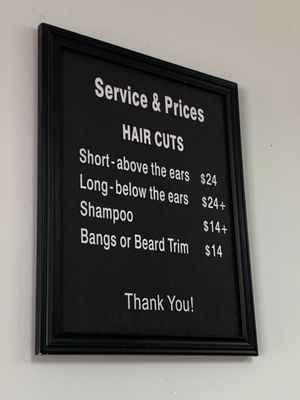 Service & Prices
HAIR CUTS
Short-above the ears $24
Long-below the ears $24+
Shampoo $14+
Bangs or Beard Trim $14
Thank You!